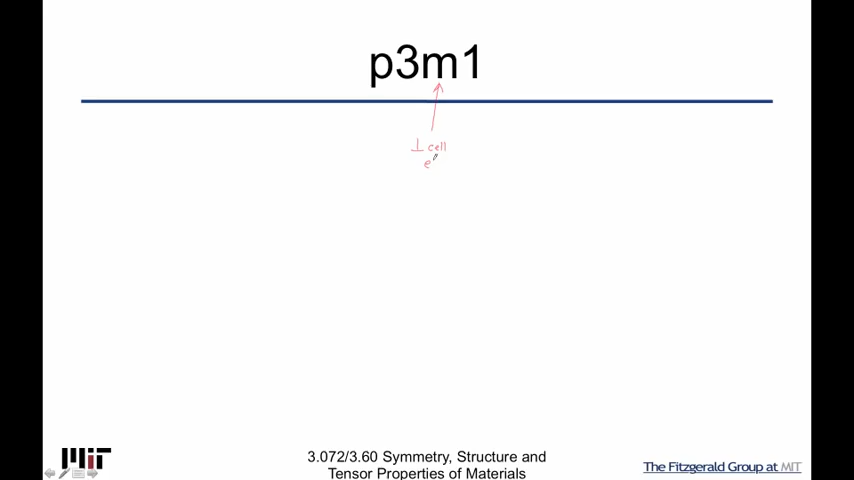 p3m1
⊥ cell
e
MIT
3.072/3.60 Symmetry, Structure and
Tensor Properties of Materials
The Fitzgerald Group at MIT